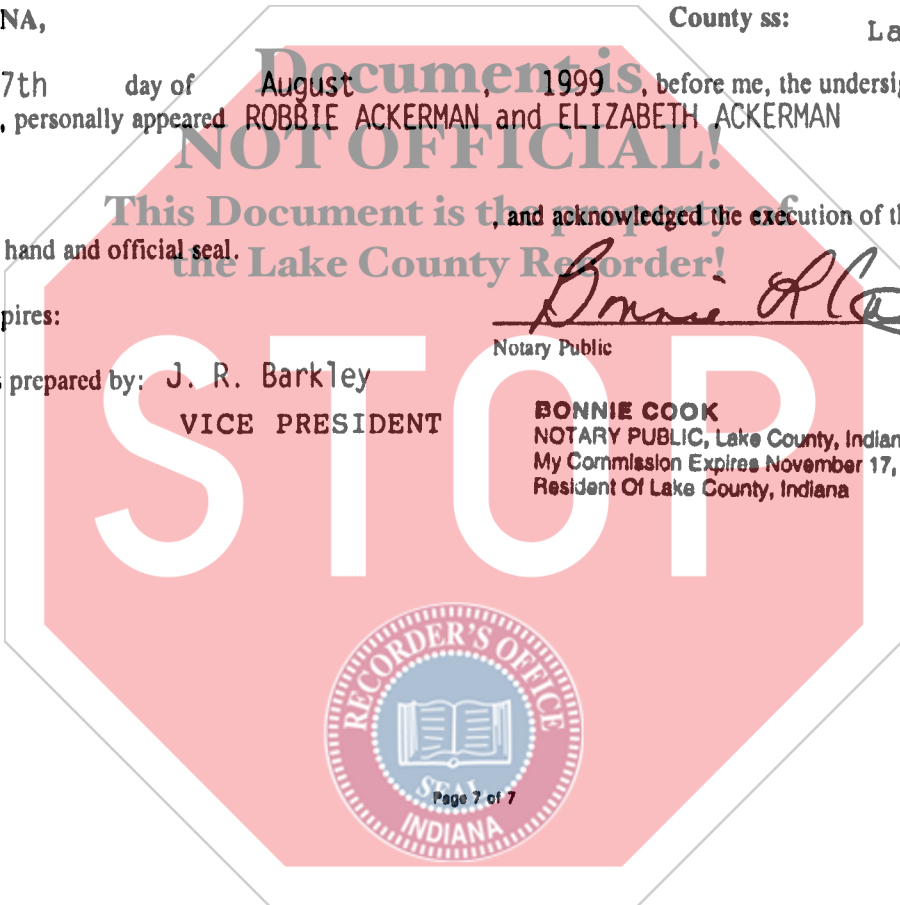 NA, County ss: La
7th day of August , 1999 , before me, the undersig
, personally appeared ROBBIE ACKERMAN and ELIZABETH ACKERMAN
Document is
NOT OFFICIAL!
This Document is the property of
the Lake County Recorder!
, and acknowledged the execution of th
hand and official seal.
Bonnie L
pires:
Notary Public
s prepared by: J. R. Barkley
VICE PRESIDENT
BONNIE COOK
NOTARY PUBLIC, Lake County, Indian
My Commission Expires November 17,
Resident Of Lake County, Indiana
STOP
RECORDER'S OFFICE
SEAL
Page 7 of 7
INDIANA